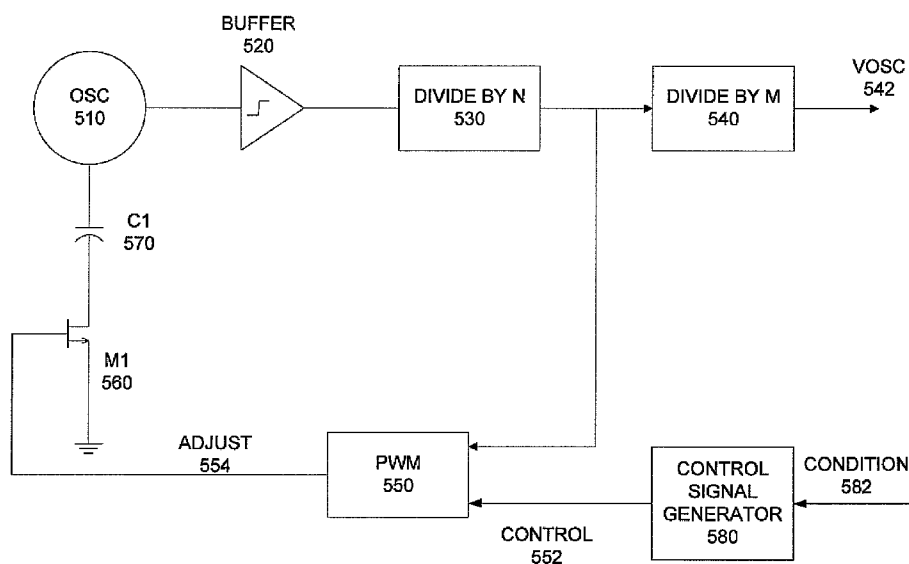 BUFFER
520
OSC
510
DIVIDE BY N
530
DIVIDE BY M
540
VOSC
542
C1
570
M1
560
ADJUST
554
PWM
550
CONTROL
552
CONTROL
SIGNAL
GENERATOR
580
CONDITION
582